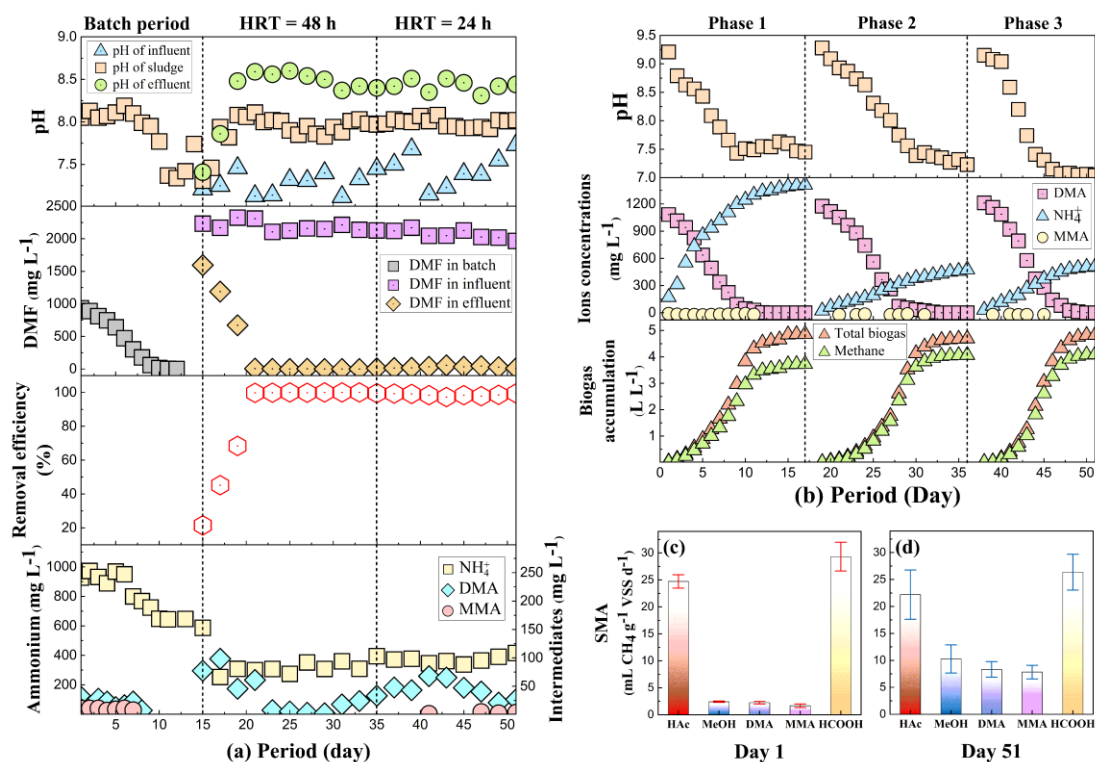 Batch period HRT = 48 h HRT = 24 h
9.0
8.5
8.0
7.5
pH
pH of influent
pH of sludge
pH of effluent
2500
2000
1500
1000
500
0
DMF (mg L-1)
DMF in batch
DMF in influent
DMF in effluent
100
80
60
40
20
Removal efficiency
(%)
1000
800
600
400
200
Ammonium (mg L-1)
NH4+
DMA
MMA
250
200
150
100
50
Intermediates (mg L-1)
1 5 10 15 20 25 30 35 40 45 50
(a) Period (day)
Phase 1 Phase 2 Phase 3
9.5
9.0
8.5
8.0
7.5
7.0
pH
1200
900
600
300
0
Ions concentrations
(mg L-1)
DMA
NH4+
MMA
5
4
3
2
1
Biogas
accumulation
(L L-1)
Total biogas
Methane
0 5 10 15 20 25 30 35 40 45 50
(b) Period (Day)
(c)
30
25
20
15
10
5
0
SMA
(mL CH4 g-1 VSS d-1)
HAc MeOH DMA MMA HCOOH
Day 1
(d)
30
25
20
15
10
5
0
HAc MeOH DMA MMA HCOOH
Day 51